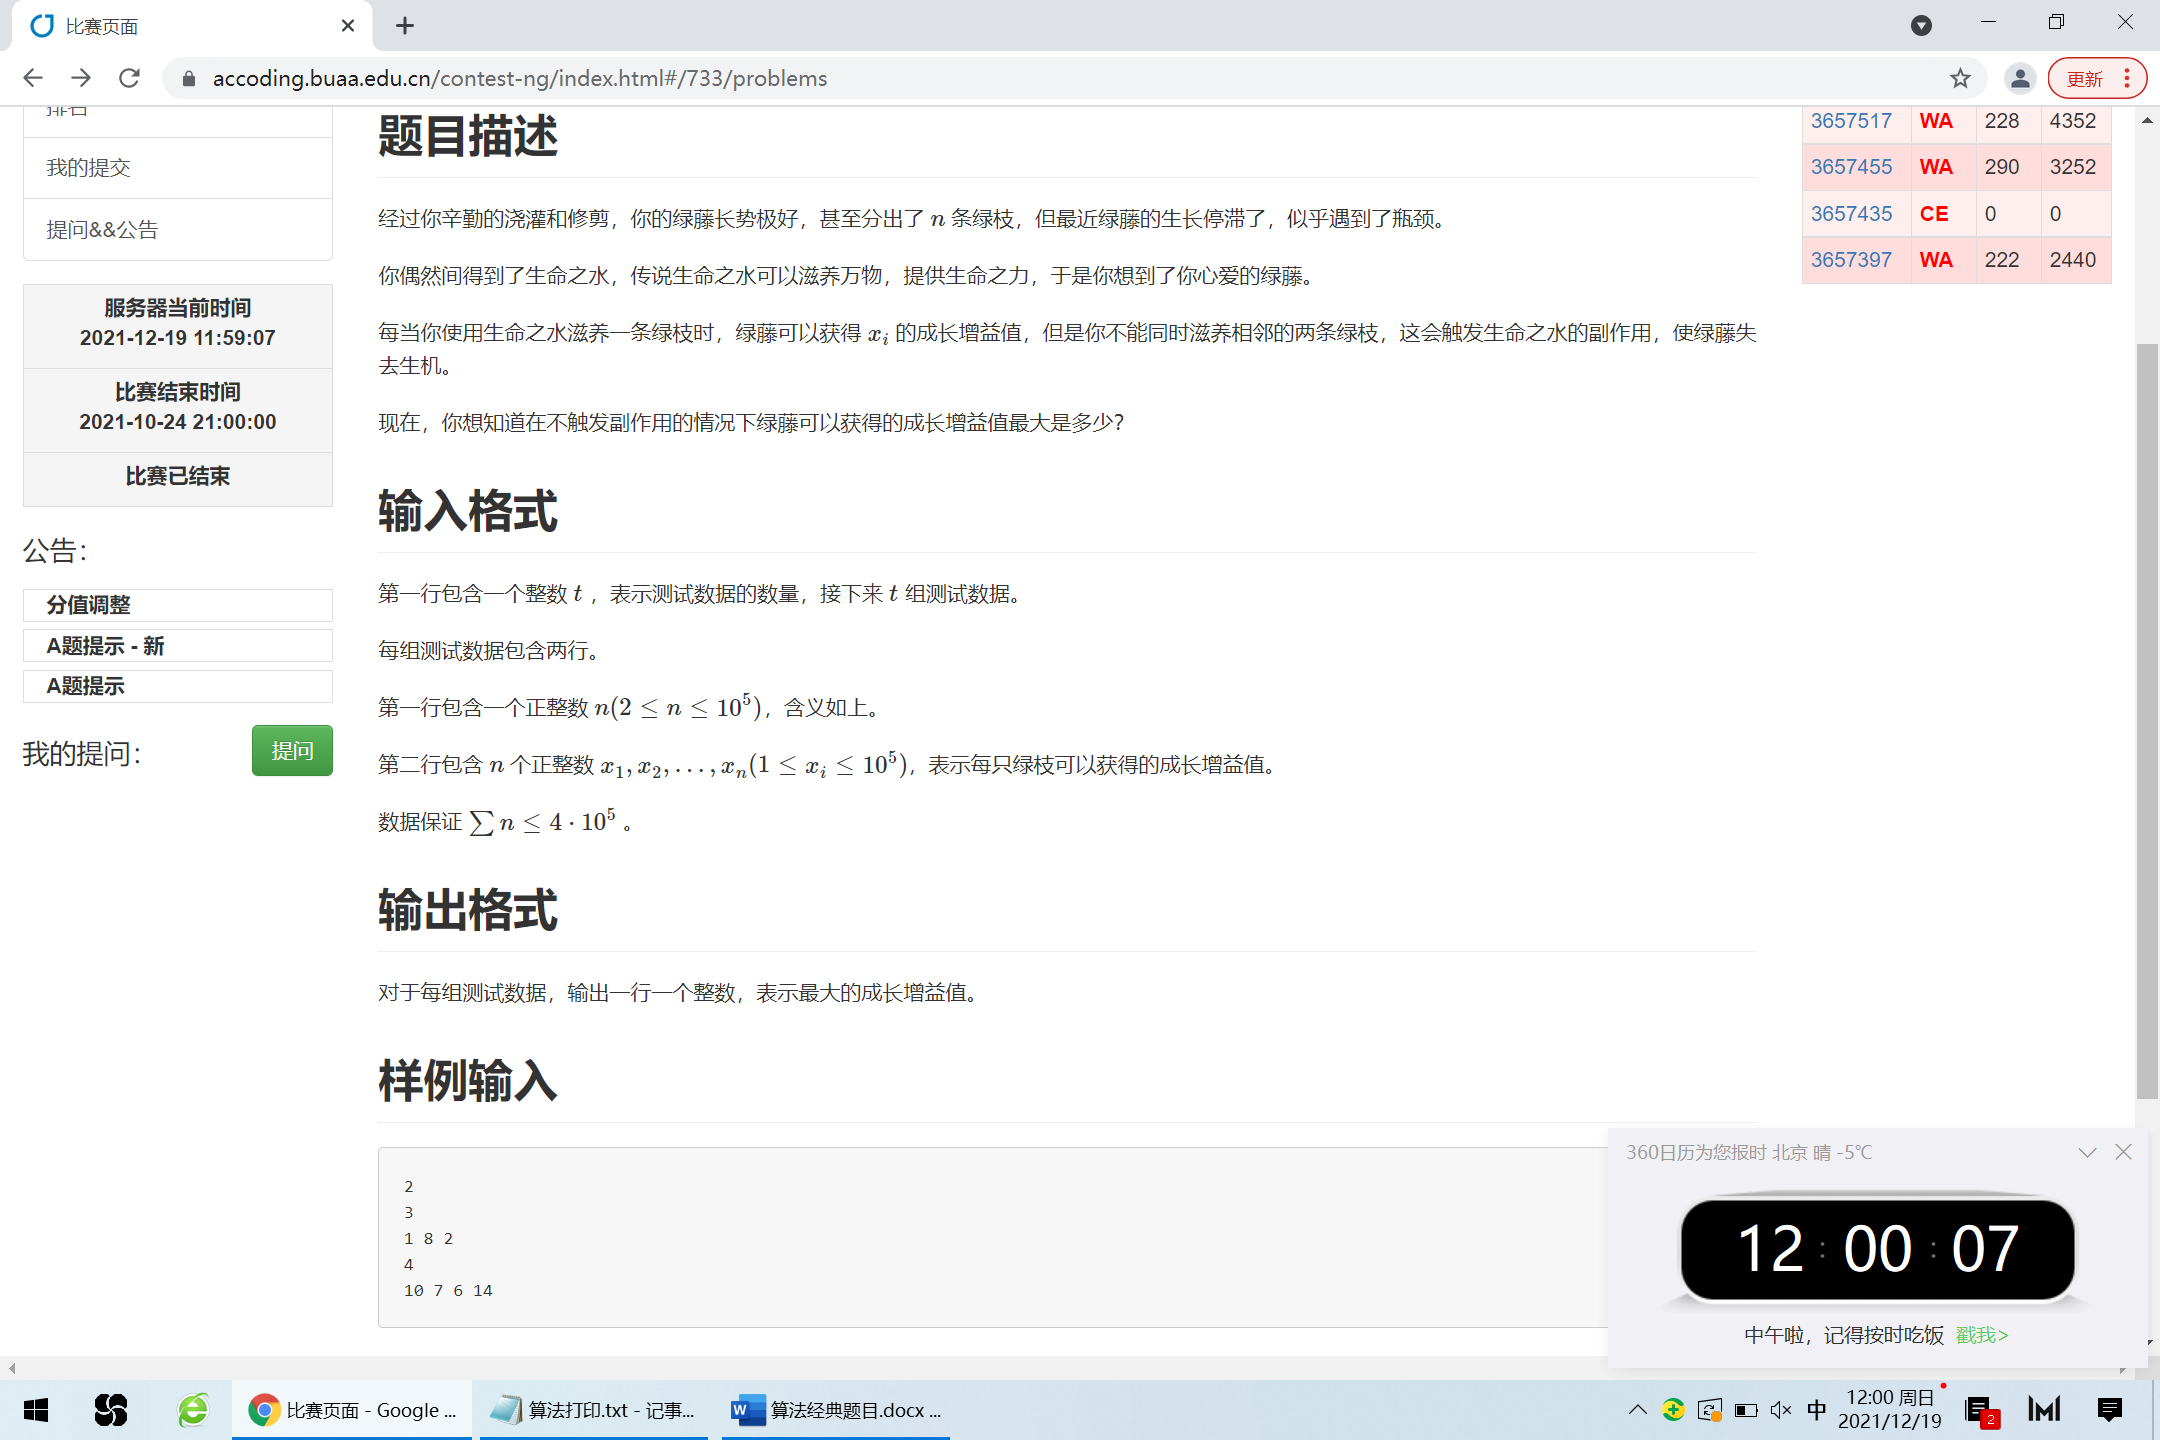 比赛页面
accoding.buaa.edu.cn/contest-ng/index.html#/733/problems
更新
排名
我的提交
提问&&公告
服务器当前时间
2021-12-19 11:59:07
比赛结束时间
2021-10-24 21:00:00
比赛已结束
公告：
分值调整
A题提示 - 新
A题提示
我的提问：
提问
题目描述
经过你辛勤的浇灌和修剪，你的绿藤长势极好，甚至分出了 n 条绿枝，但最近绿藤的生长停滞了，似乎遇到了瓶颈。
你偶然间得到了生命之水，传说生命之水可以滋养万物，提供生命之力，于是你想到了你心爱的绿藤。
每当你使用生命之水滋养一条绿枝时，绿藤可以获得 x_i 的成长增益值，但是你不能同时滋养相邻的两条绿枝，这会触发生命之水的副作用，使绿藤失
去生机。
现在，你想知道在不触发副作用的情况下绿藤可以获得的成长增益值最大是多少？
输入格式
第一行包含一个整数 t ，表示测试数据的数量，接下来 t 组测试数据。
每组测试数据包含两行。
第一行包含一个正整数 n(2 ≤ n ≤ 10^5)，含义如上。
第二行包含 n 个正整数 x_1, x_2, …, x_n(1 ≤ x_i ≤ 10^5)，表示每只绿枝可以获得的成长增益值。
数据保证 ∑ n ≤ 4 · 10^5 。
输出格式
对于每组测试数据，输出一行一个整数，表示最大的成长增益值。
样例输入
2
3
1 8 2
4
10 7 6 14
3657517 WA 228 4352
3657455 WA 290 3252
3657435 CE 0 0
3657397 WA 222 2440
360日历为您报时 北京 晴 -5℃
12 : 00 : 07
中午啦，记得按时吃饭 戳我>
比赛页面 - Google ...
算法打印.txt - 记事...
算法经典题目.docx ...
中
12:00 周日
2021/12/19
2